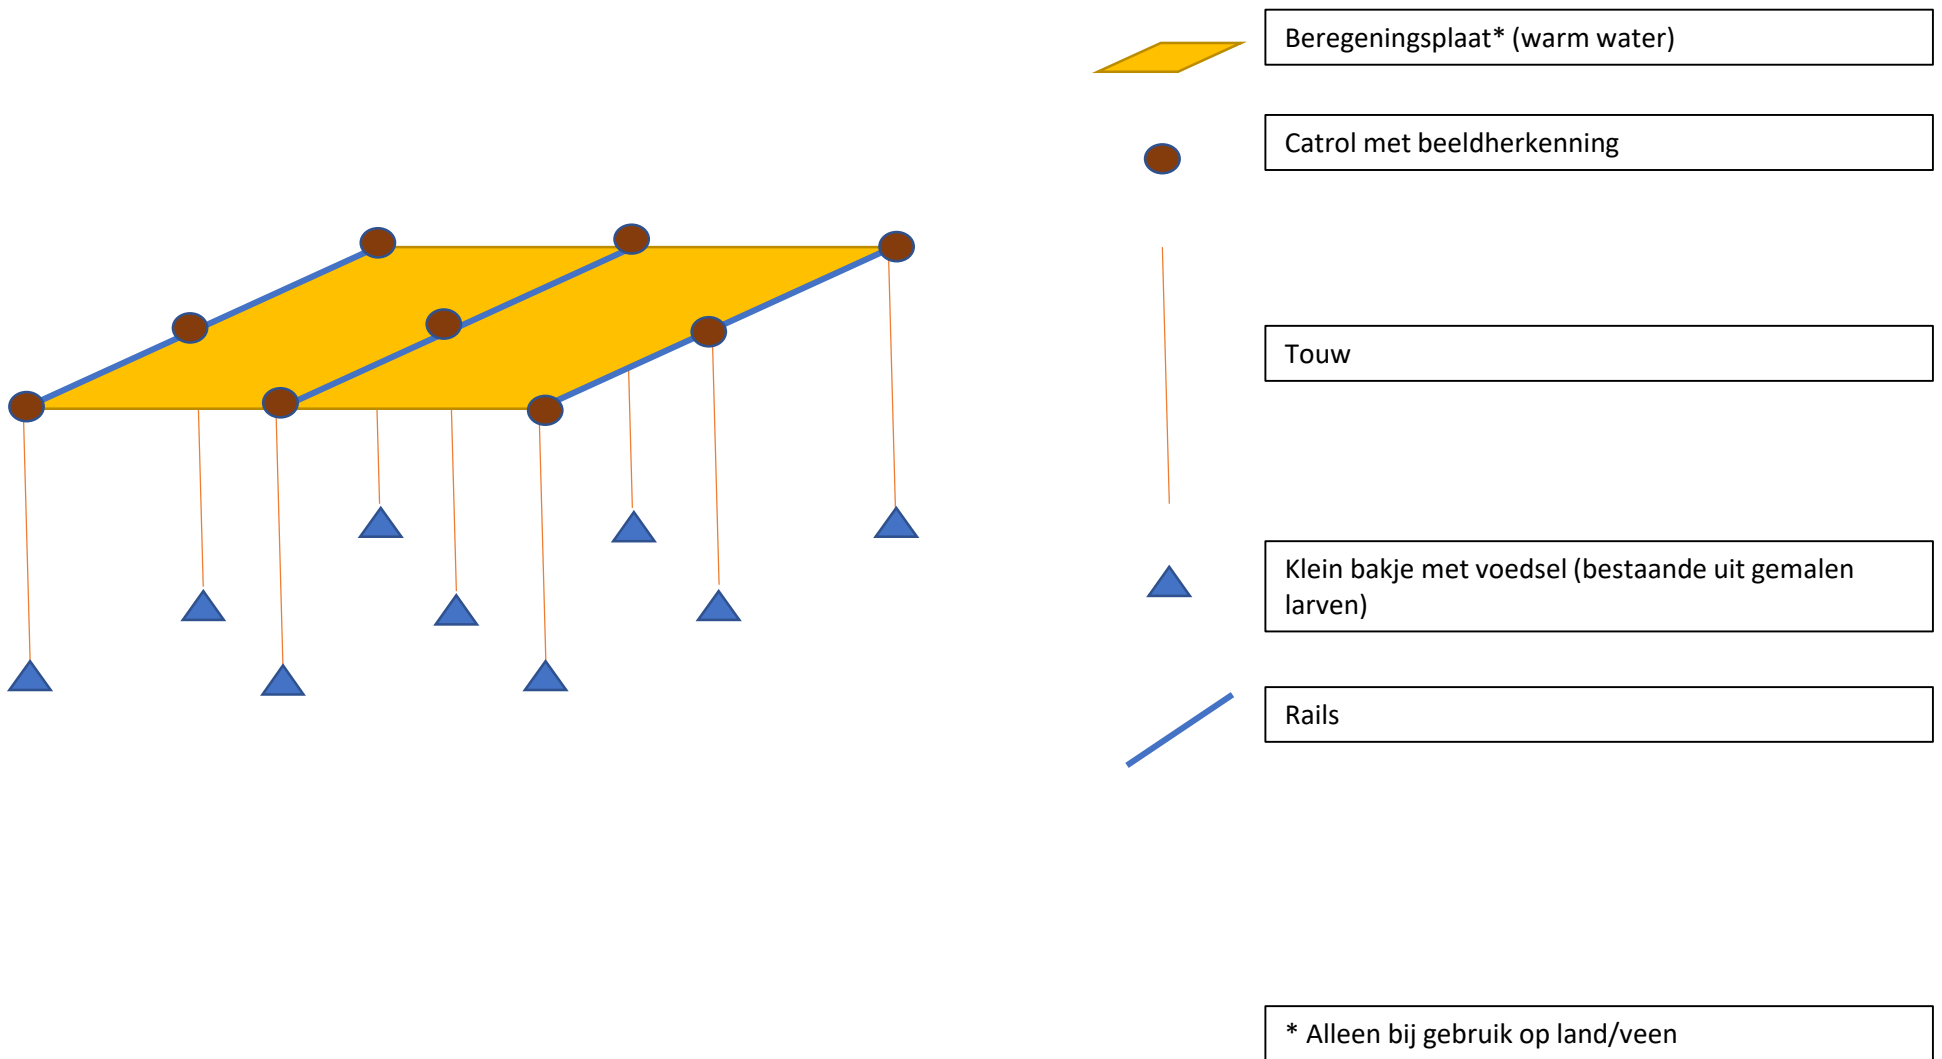 Beregeningsplaat* (warm water)
Catrol met beeldherkenning
Touw
Klein bakje met voedsel (bestaande uit gemalen
larven)
Rails
* Alleen bij gebruik op land/veen